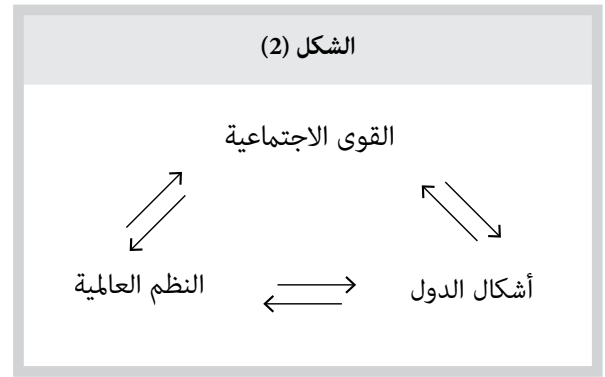 الشكل (2)
القوى الاجتماعية
أشكال الدول
النظم العالمية